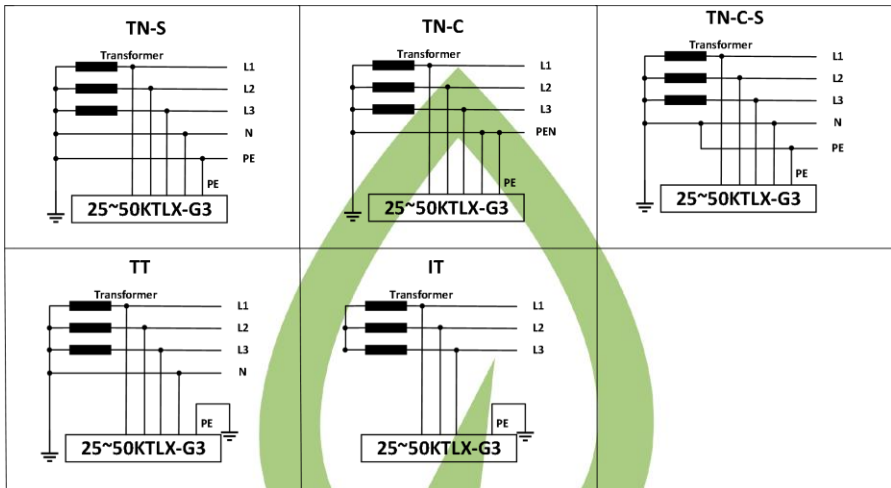 TN-S
Transformer
L1
L2
L3
N
PE
PE
25~50KTLX-G3
TN-C
Transformer
L1
L2
L3
PEN
PE
25~50KTLX-G3
TN-C-S
L1
L2
L3
N
PE
PE
25~50KTLX-G3
TT
Transformer
L1
L2
L3
N
PE
25~50KTLX-G3
IT
Transformer
L1
L2
L3
PE
25~50KTLX-G3